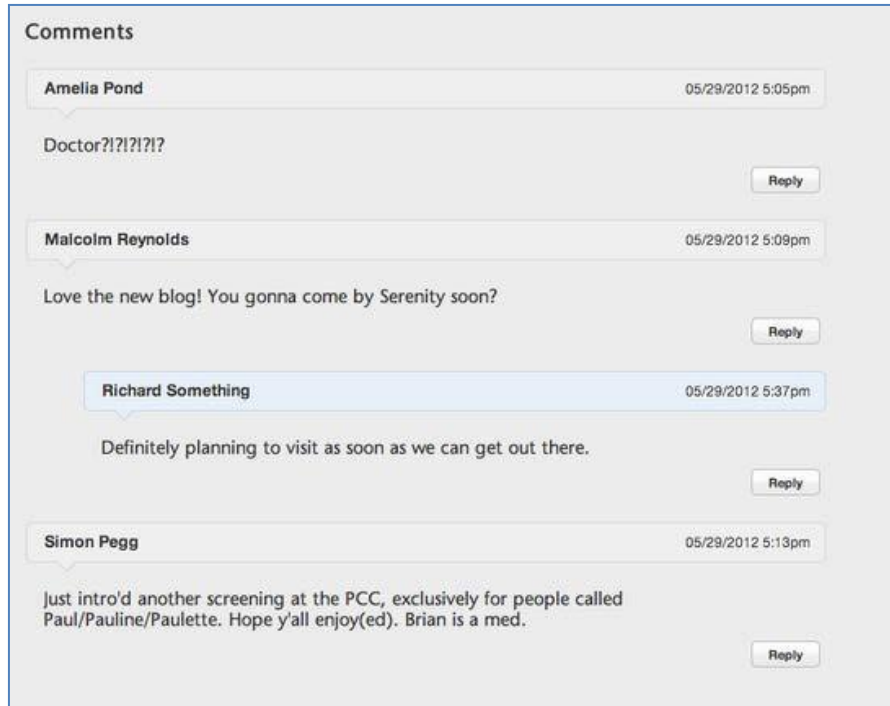 Comments
Amelia Pond 05/29/2012 5:05pm
Doctor?!?!?!?!?
Reply
Malcolm Reynolds 05/29/2012 5:09pm
Love the new blog! You gonna come by Serenity soon?
Reply
Richard Something 05/29/2012 5:37pm
Definitely planning to visit as soon as we can get out there.
Reply
Simon Pegg 05/29/2012 5:13pm
Just intro'd another screening at the PCC, exclusively for people called
Paul/Pauline/Paulette. Hope y'all enjoy(ed). Brian is a med.
Reply